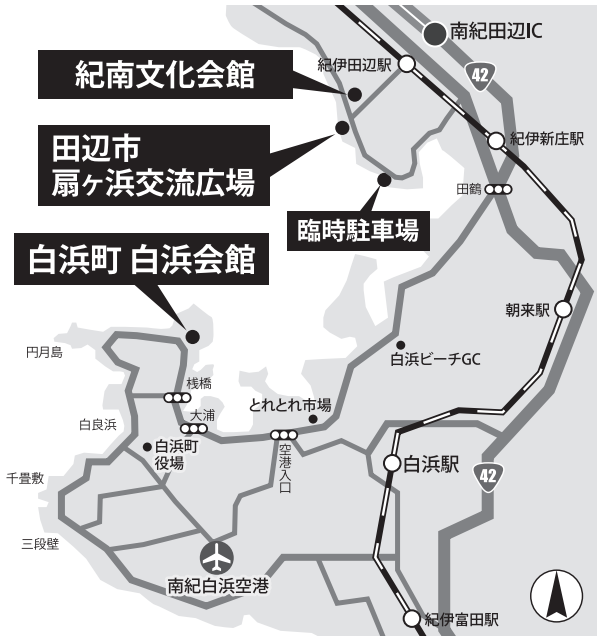 南紀田辺IC
紀伊田辺駅
42
紀南文化会館
田辺市
扇ヶ浜交流広場
紀伊新庄駅
田鶴
臨時駐車場
白浜町 白浜会館
朝来駅
円月島
白浜ビーチGC
桟橋
とれとれ市場
大浦
白良浜
白浜町
役場
空港入口
白浜駅
千畳敷
42
三段壁
南紀白浜空港
紀伊富田駅